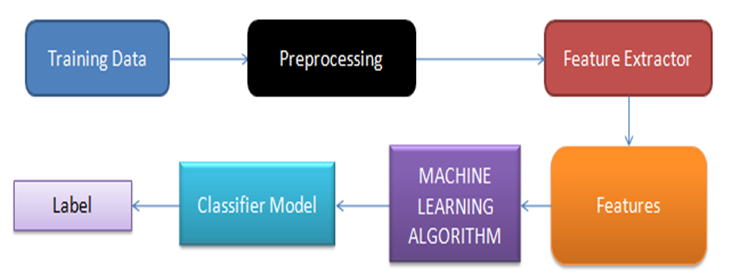 Training Data
Preprocessing
Feature Extractor
Features
MACHINE
LEARNING
ALGORITHM
Classifier Model
Label